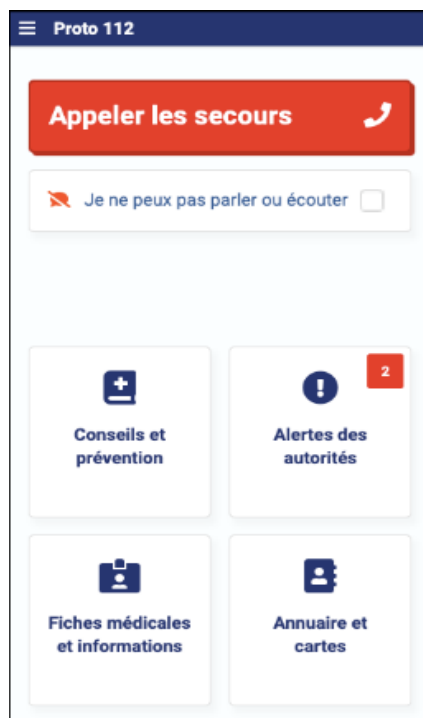 Proto 112
Appeler les secours
Je ne peux pas parler ou écouter
2
Conseils et
prévention
Alertes des
autorités
Fiches médicales
et informations
Annuaire et
cartes